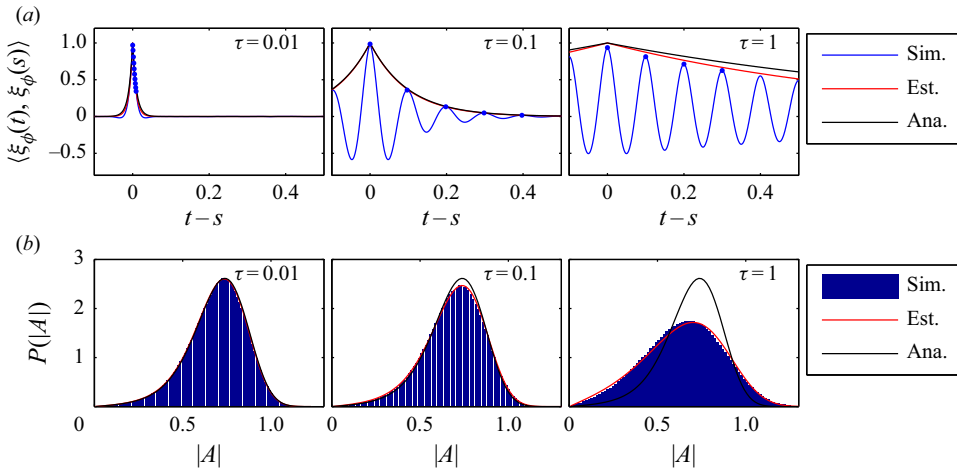 (a)
⟨ξϕ(t), ξϕ(s)⟩
1.0
0.5
0
−0.5
τ = 0.01
τ = 0.1
τ = 1
0 0.2 0.4
0 0.2 0.4
0 0.2 0.4
t – s
t – s
t – s
Sim.
Est.
Ana.
(b)
P(|A|)
3
2
1
0
τ = 0.01
τ = 0.1
τ = 1
0.5 1.0
0 0.5 1.0
0 0.5 1.0
|A|
|A|
|A|
Sim.
Est.
Ana.